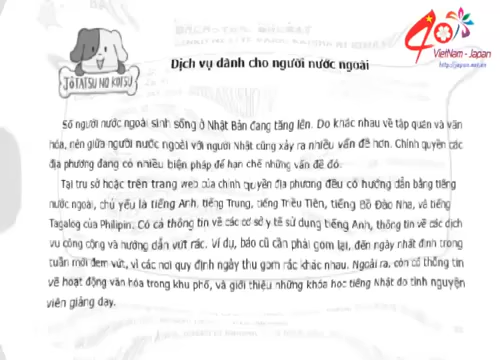 40
VietNam - Japan
http://japan.net.vn
JŌTATSU NO KOTSU
Dịch vụ dành cho người nước ngoài
Số người nước ngoài sinh sống ở Nhật Bản đang tăng lên. Do khác nhau về tập quán và văn
hóa, nên giữa người nước ngoài với người Nhật cũng xảy ra nhiều vấn đề hơn. Chính quyền các
địa phương đang có nhiều biện pháp để hạn chế những vấn đề đó.
Tại trụ sở hoặc trên trang web của chính quyền địa phương đều có hướng dẫn bằng tiếng
nước ngoài, chủ yếu là tiếng Anh, tiếng Trung, tiếng Triều Tiên, tiếng Bồ Đào Nha, và tiếng
Tagalog của Philipin. Có cả thông tin về các cơ sở y tế sử dụng tiếng Anh, thông tin về các dịch
vụ công cộng và hướng dẫn vứt rác. Ví dụ, báo cũ cần phải gom lại, đến ngày nhất định trong
tuần mới đem vứt, vì các nơi quy định ngày thu gom rác khác nhau. Ngoài ra, còn có thông tin
về hoạt động văn hóa trong khu phố, và giới thiệu những khóa học tiếng Nhật do tình nguyện
viên giảng dạy.